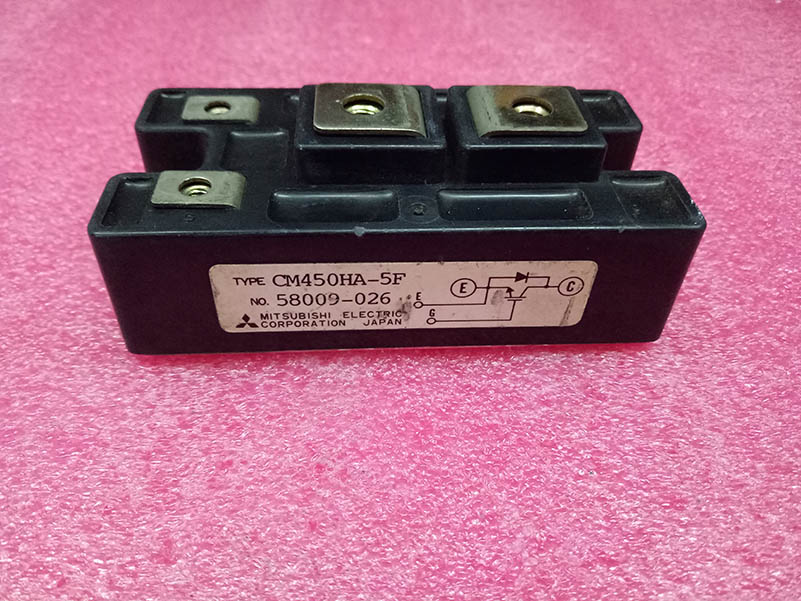 TYPE CM450HA-5F
NO. 58009-026
MITSUBISHI ELECTRIC
CORPORATION JAPAN
E
E
C
G